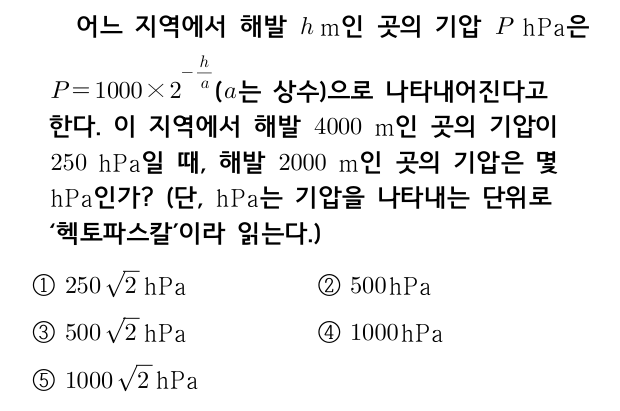 어느 지역에서 해발 h m인 곳의 기압 P hPa은
P=1000×2^{-h/a}(a는 상수)으로 나타내어진다고
한다. 이 지역에서 해발 4000 m인 곳의 기압이
250 hPa일 때, 해발 2000 m인 곳의 기압은 몇
hPa인가? (단, hPa는 기압을 나타내는 단위로
‘헥토파스칼’이라 읽는다.)
① 250√2 hPa ② 500hPa
③ 500√2 hPa ④ 1000hPa
⑤ 1000√2 hPa